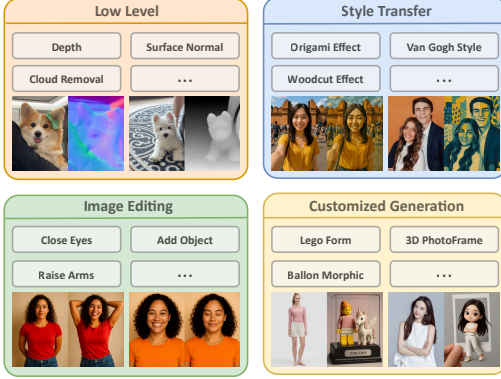 Low Level
Depth
Surface Normal
Cloud Removal
...
Style Transfer
Origami Effect
Van Gogh Style
Woodcut Effect
...
Image Editing
Close Eyes
Add Object
Raise Arms
...
Customized Generation
Lego Form
3D PhotoFrame
Ballon Morphic
...